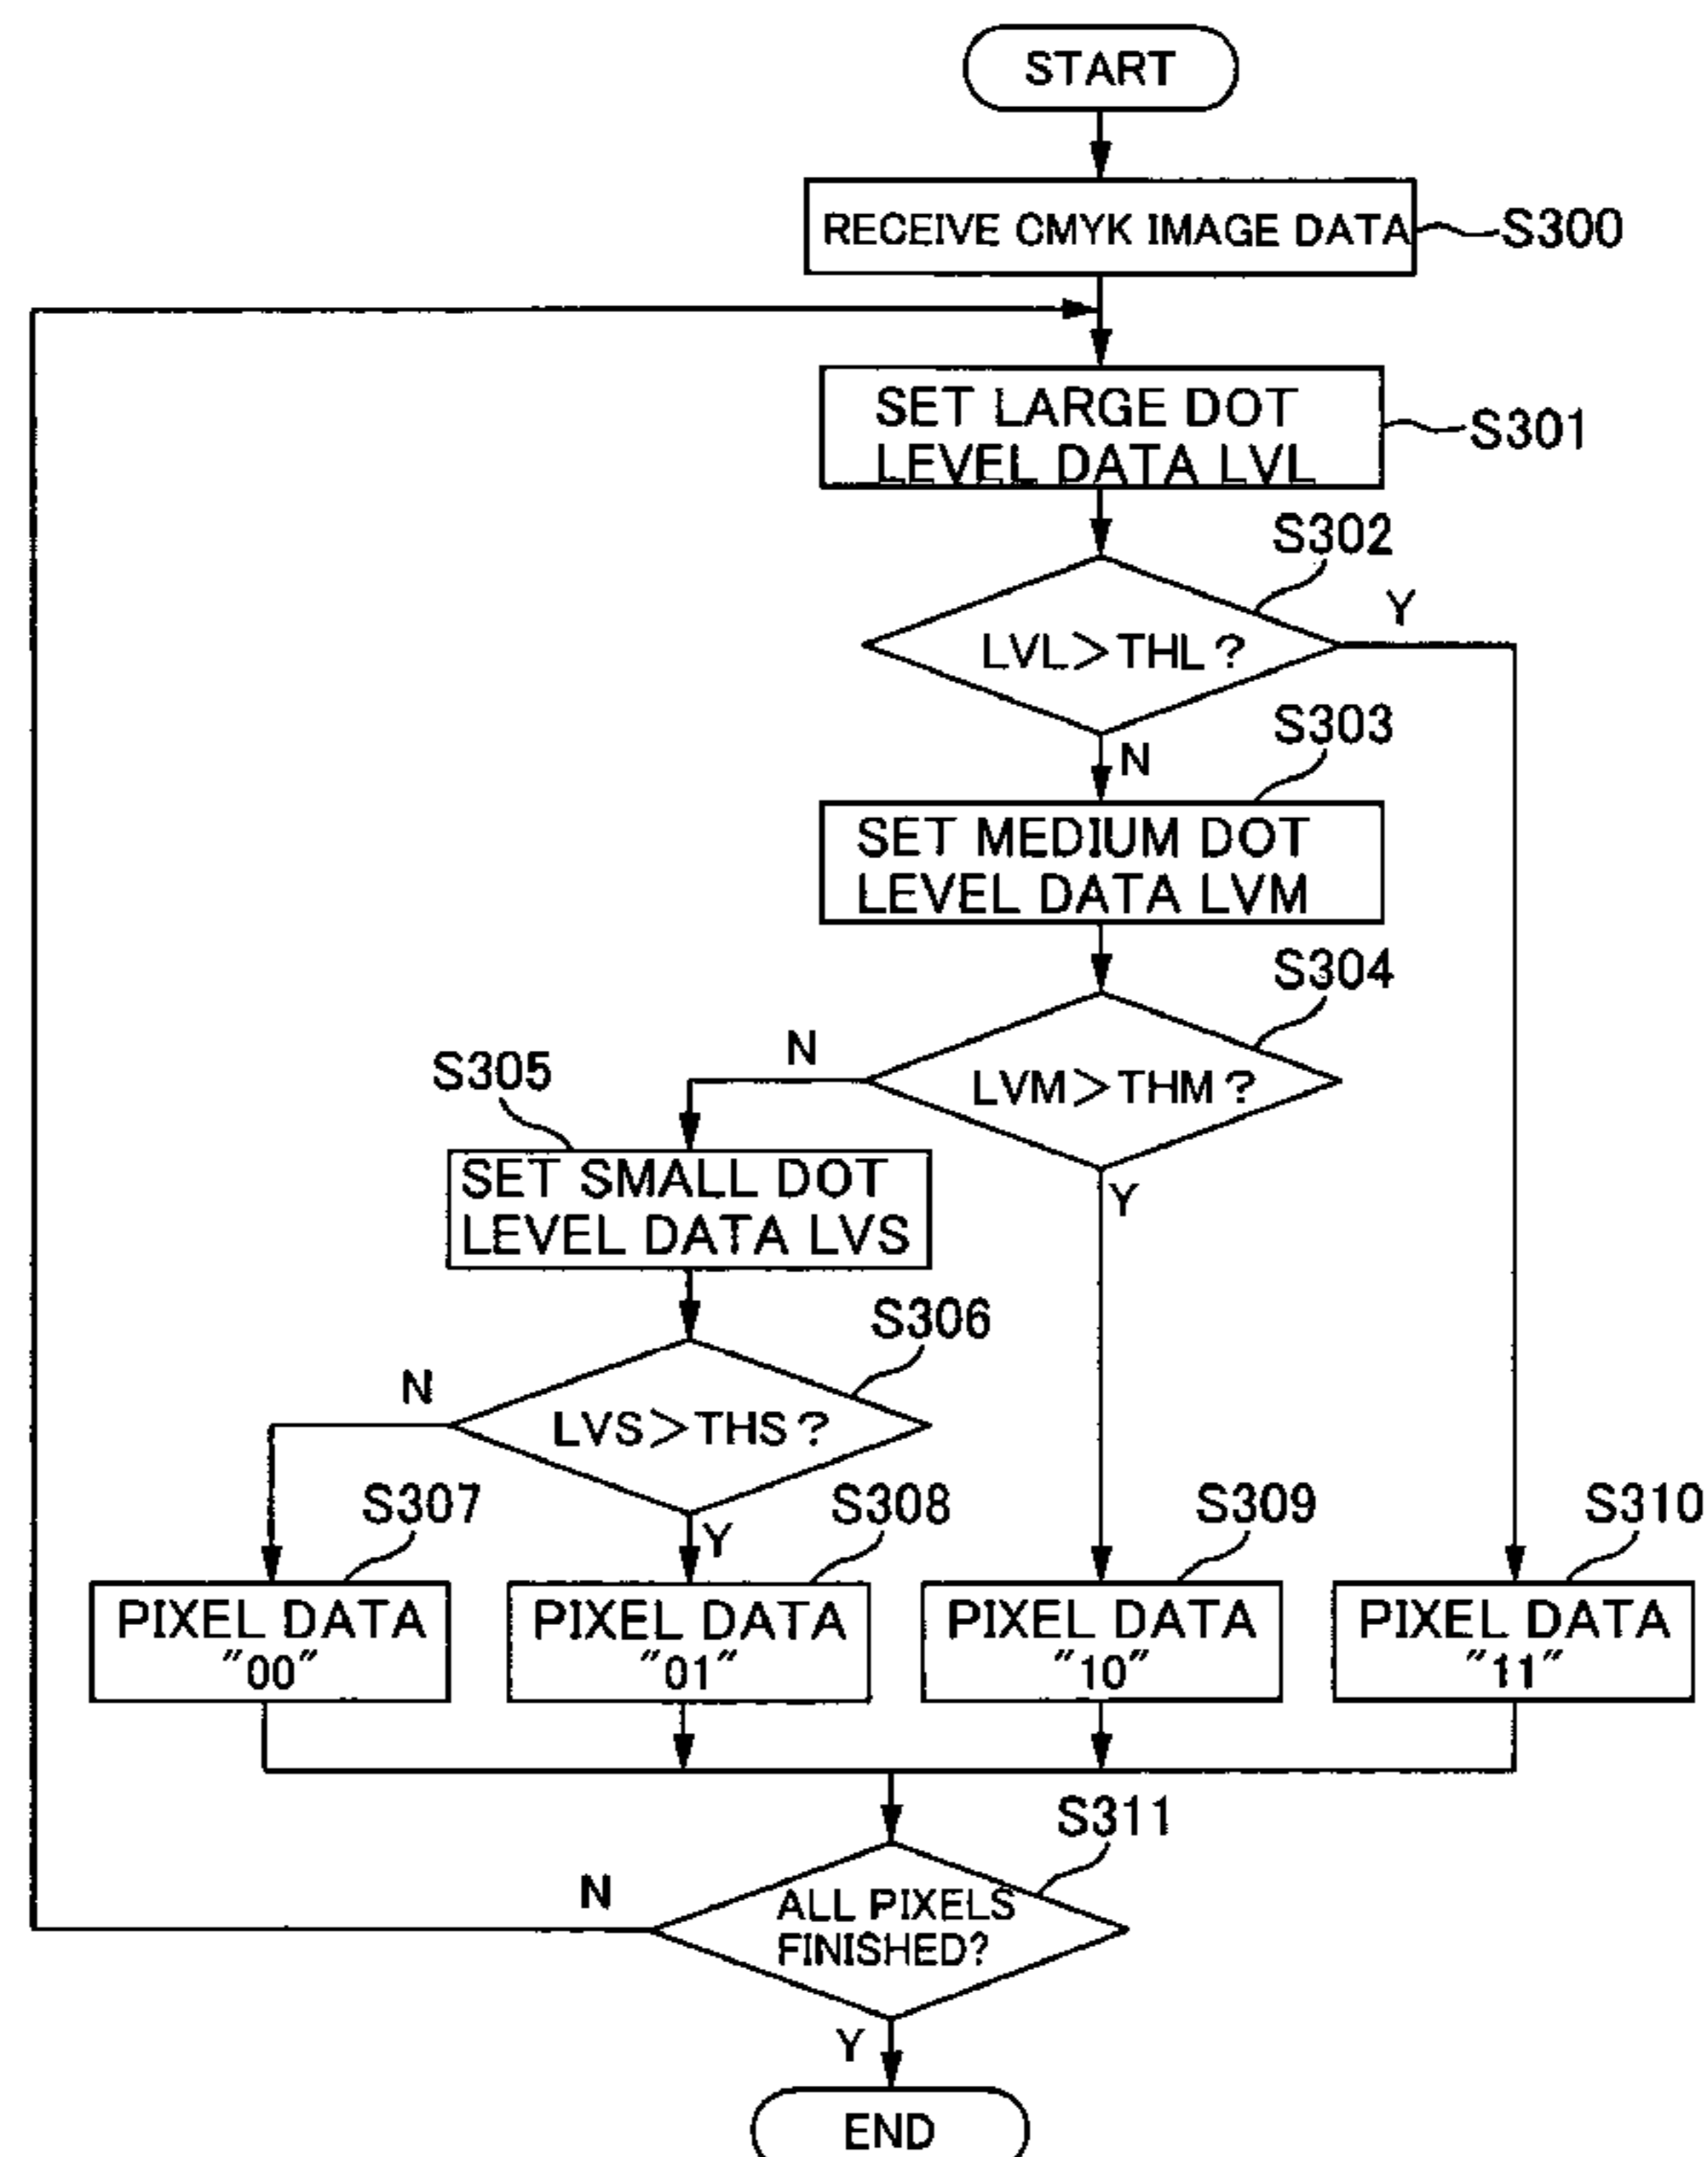 START
RECEIVE CMYK IMAGE DATA
S300
SET LARGE DOT
LEVEL DATA LVL
S301
S302
LVL>THL?
Y
N
S303
SET MEDIUM DOT
LEVEL DATA LVM
S304
LVM>THM?
N
Y
S305
SET SMALL DOT
LEVEL DATA LVS
S306
LVS>THS?
N
Y
S307
PIXEL DATA
"00"
S308
PIXEL DATA
"01"
S309
PIXEL DATA
"10"
S310
PIXEL DATA
"11"
S311
ALL PIXELS
FINISHED?
N
Y
END